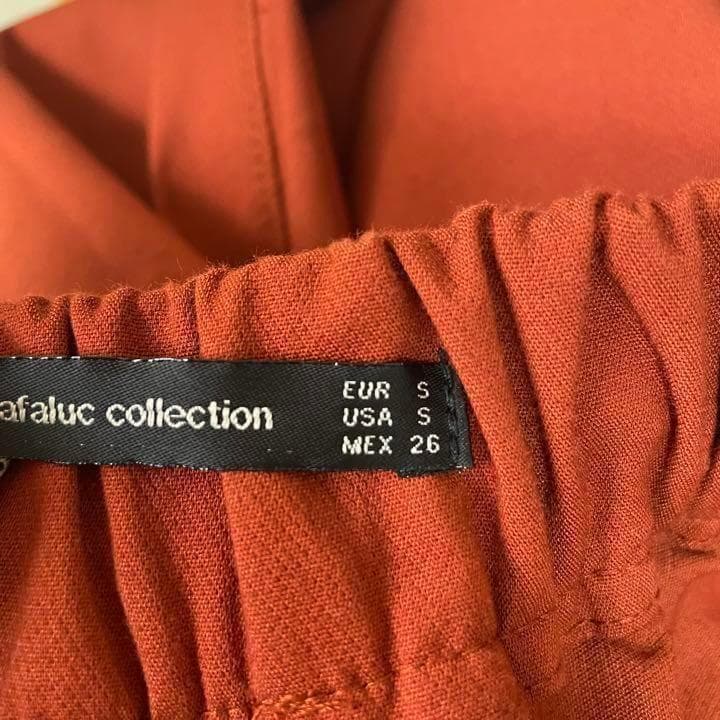 afaluc collection
EUR S
USA S
MEX 26